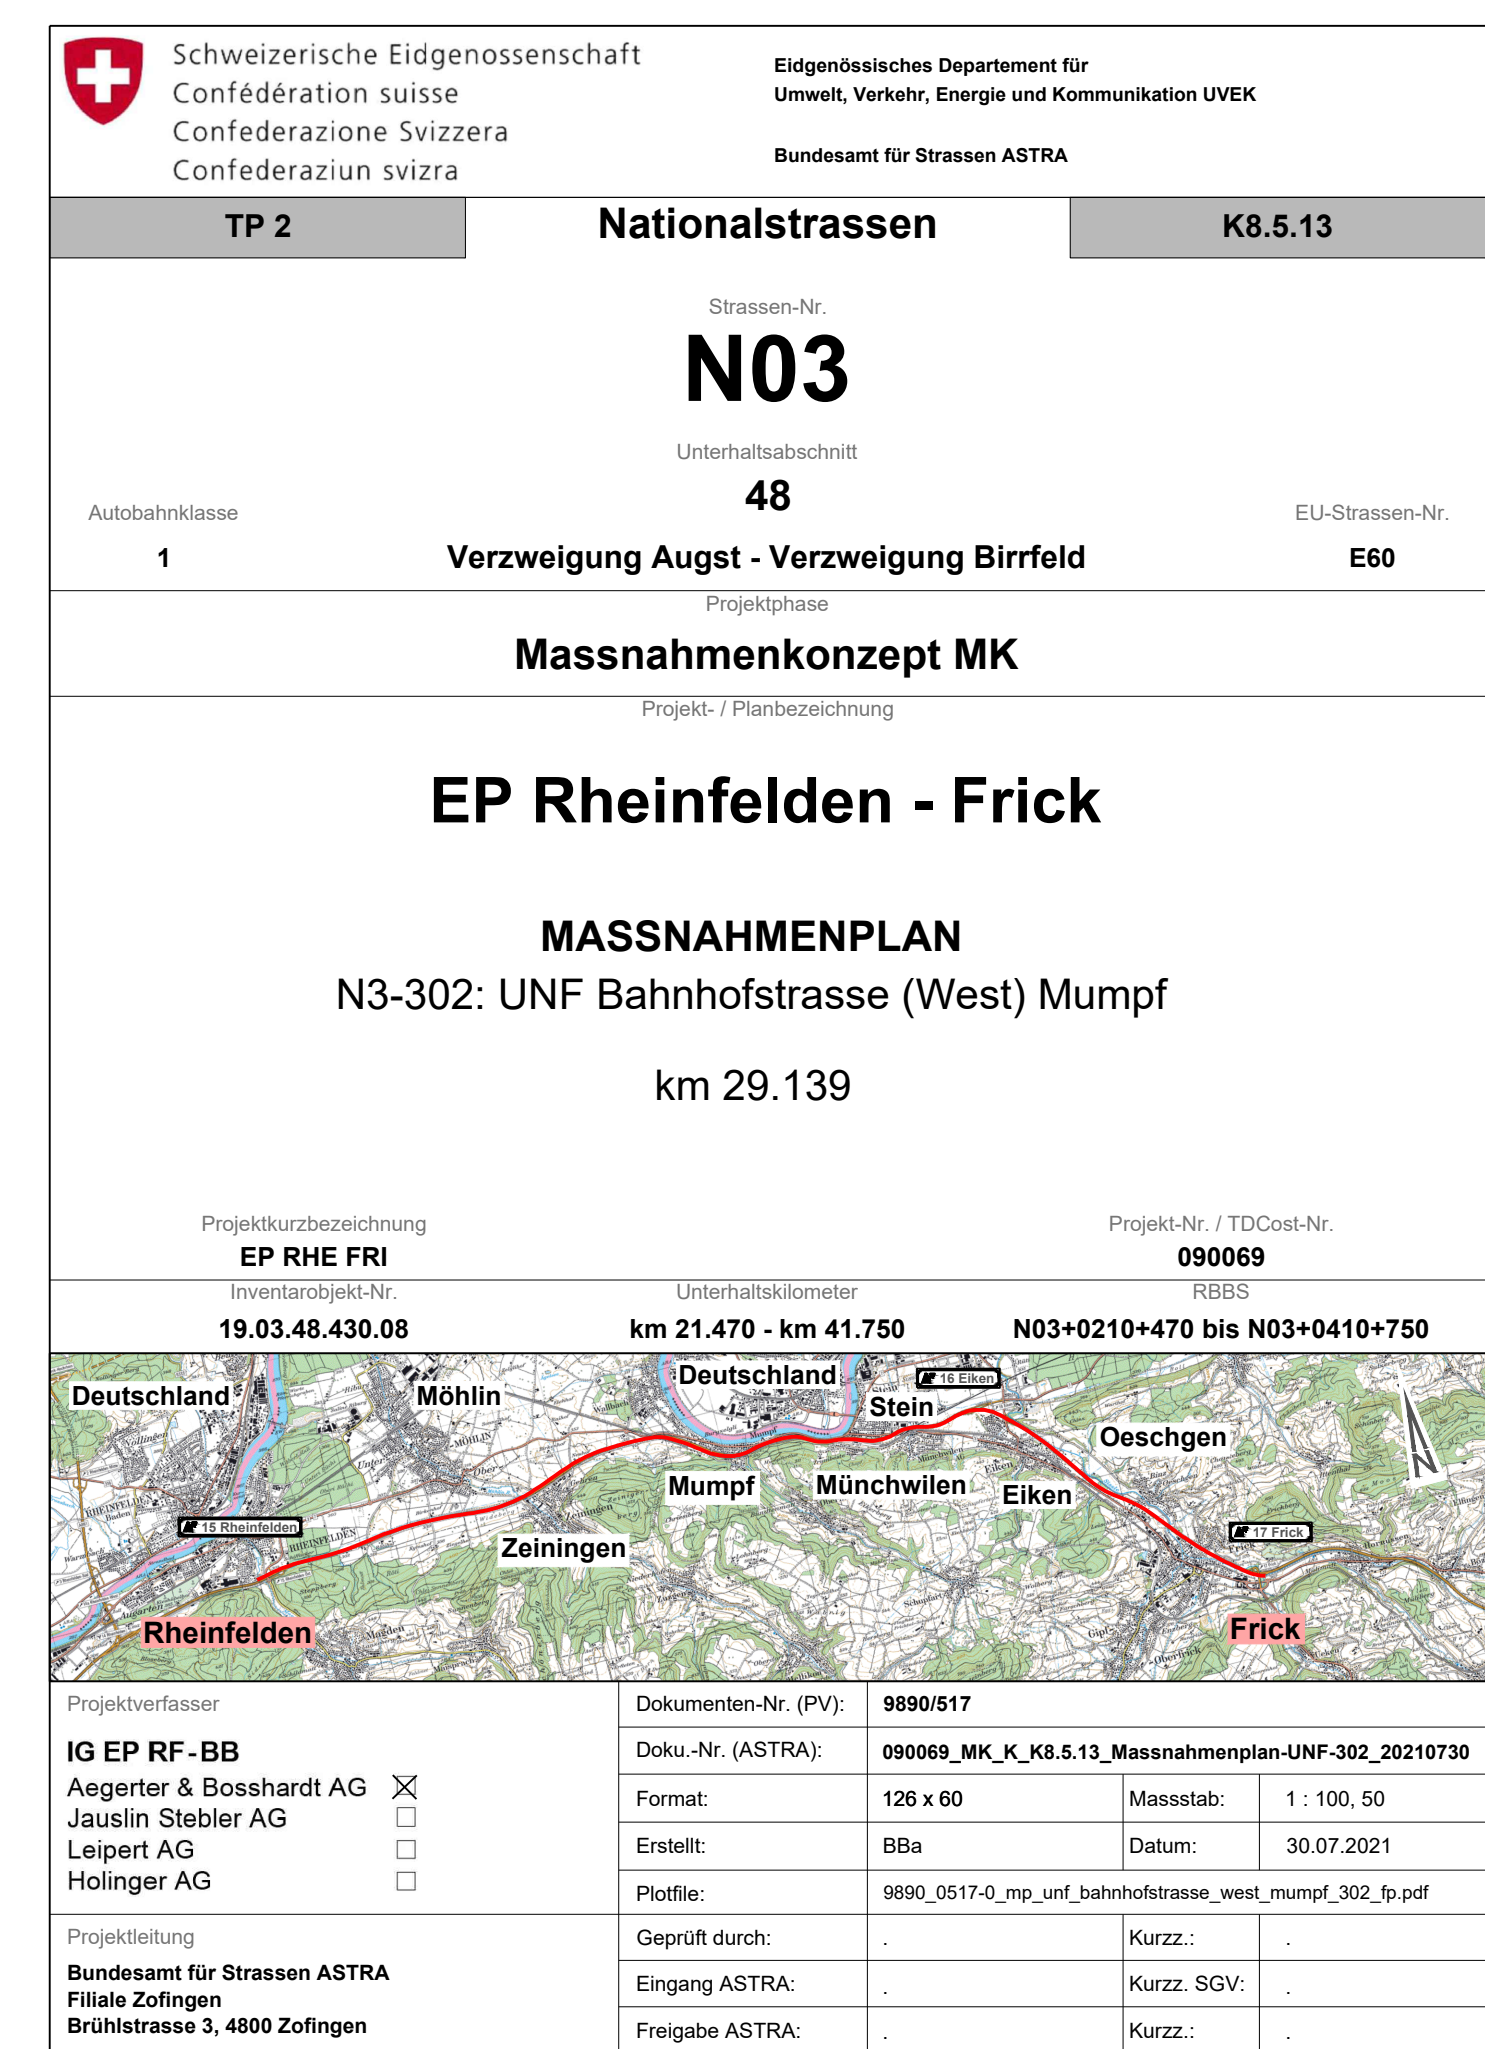 Schweizerische Eidgenossenschaft
Confédération suisse
Confederazione Svizzera
Confederaziun svizra
Eidgenössisches Departement für
Umwelt, Verkehr, Energie und Kommunikation UVEK
Bundesamt für Strassen ASTRA
TP 2
Nationalstrassen
K8.5.13
Strassen-Nr.
N03
Unterhaltsabschnitt
48
Autobahnklasse
EU-Strassen-Nr.
1
Verzweigung Augst - Verzweigung Birrfeld
E60
Projektphase
Massnahmenkonzept MK
Projekt- / Planbezeichnung
EP Rheinfelden - Frick
MASSNAHMENPLAN
N3-302: UNF Bahnhofstrasse (West) Mumpf
km 29.139
Projektkurzbezeichnung
Projekt-Nr. / TDCost-Nr.
EP RHE FRI
090069
Inventarobjekt-Nr.
Unterhaltskilometer
RBBS
19.03.48.430.08
km 21.470 - km 41.750
N03+0210+470 bis N03+0410+750
Deutschland
Möhlin
Deutschland
16 Eiken
Stein
Oeschgen
Mumpf
Münchwilen
Eiken
15 Rheinfelden
17 Frick
Zeiningen
Rheinfelden
Frick
Projektverfasser
IG EP RF-BB
Aegerter & Bosshardt AG
Jauslin Stebler AG
Leipert AG
Holinger AG
Dokumenten-Nr. (PV): 9890/517
Doku.-Nr. (ASTRA): 090069_MK_K_K8.5.13_Massnahmenplan-UNF-302_20210730
Format: 126 x 60 Massstab: 1 : 100, 50
Erstellt: BBa Datum: 30.07.2021
Plotfile: 9890_0517-0_mp_unf_bahnhofstrasse_west_mumpf_302_fp.pdf
Projektleitung
Bundesamt für Strassen ASTRA
Filiale Zofingen
Brühlstrasse 3, 4800 Zofingen
Geprüft durch: . Kurzz.: .
Eingang ASTRA: . Kurzz. SGV: .
Freigabe ASTRA: . Kurzz.: .